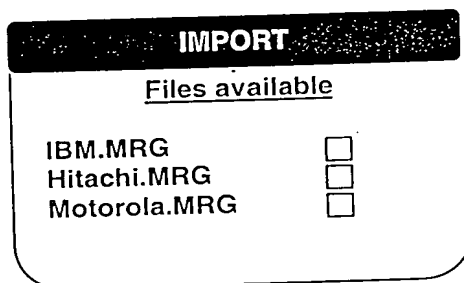 IMPORT
Files available
IBM.MRG
Hitachi.MRG
Motorola.MRG